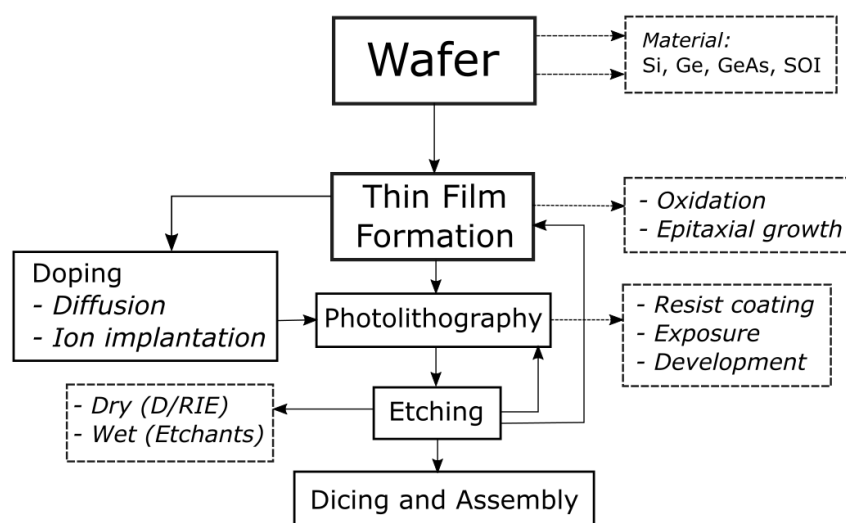 Wafer
Material:
Si, Ge, GeAs, SOI
Thin Film
Formation
- Oxidation
- Epitaxial growth
Doping
- Diffusion
- Ion implantation
Photolithography
- Resist coating
- Exposure
- Development
- Dry (D/RIE)
- Wet (Etchants)
Etching
Dicing and Assembly